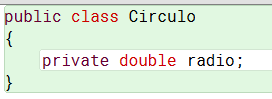 public class Circulo
{
private double radio;
}